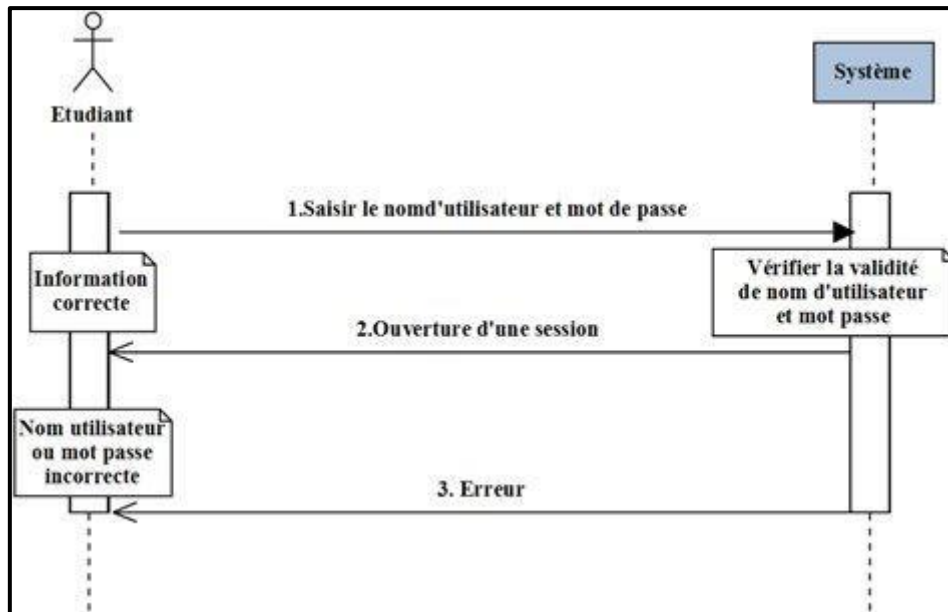 Etudiant
Système
1.Saisir le nomd'utilisateur et mot de passe
Information
correcte
Vérifier la validité
de nom d'utilisateur
et mot passe
2.Ouverture d'une session
Nom utilisateur
ou mot passe
incorrecte
3. Erreur